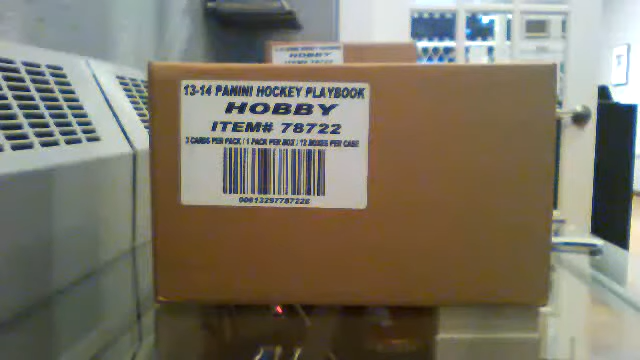 13-14 PANINI HOCKEY PLAYBOOK
HOBBY
ITEM# 78722
3 CARDS PER PACK / 1 PACK PER BOX / 12 BOXES PER CASE
HOBBY